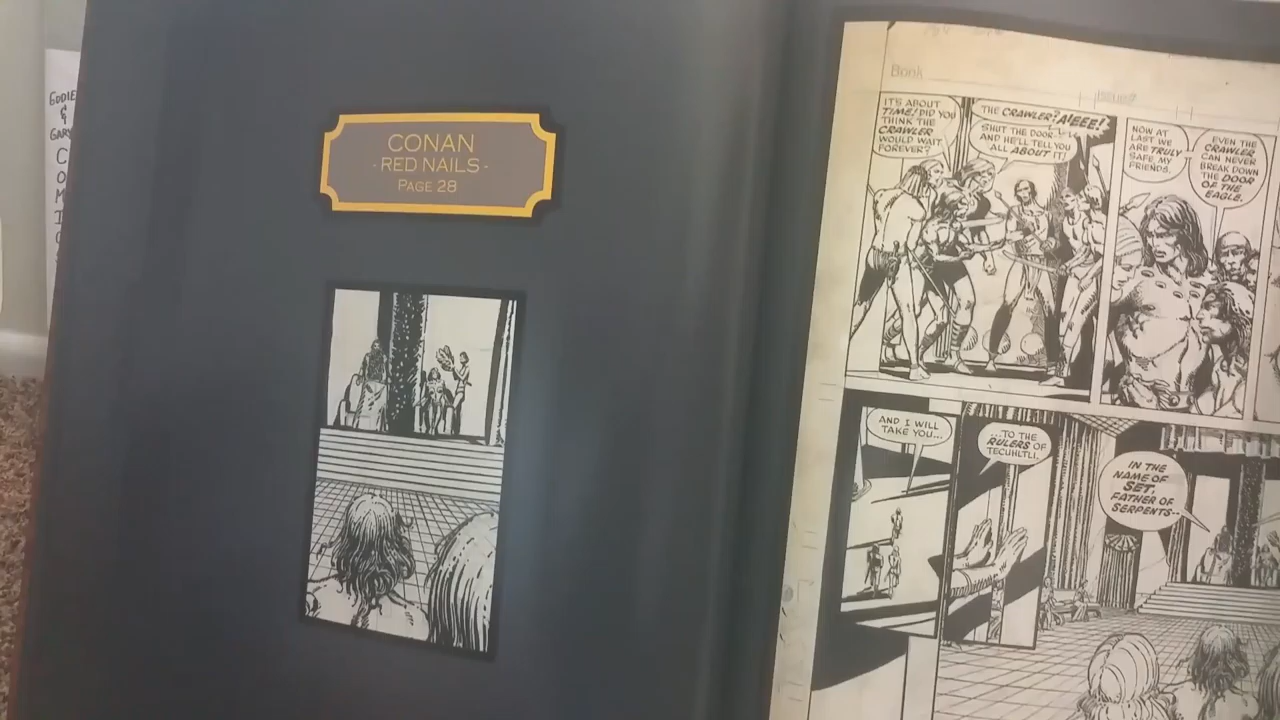 EDDIE
&
GARY
C
O
M
I
CONAN
- RED NAILS -
PAGE 28
Book
ISSUE?
IT'S ABOUT
TIME! DID YOU
THINK THE
CRAWLER
WOULD WAIT
FOREVER?
THE CRAWLER? AIEEE!
SHUT THE DOOR--
AND HE'LL TELL YOU
ALL ABOUT IT!
NOW AT
LAST WE
ARE TRULY
SAFE, MY
FRIENDS.
EVEN THE
CRAWLER
CAN NEVER
BREAK DOWN
THE DOOR
OF THE
EAGLE.
AND I WILL
TAKE YOU...
...TO THE
RULERS OF
TECUHLTLI.
IN THE
NAME OF
SET,
FATHER OF
SERPENTS--